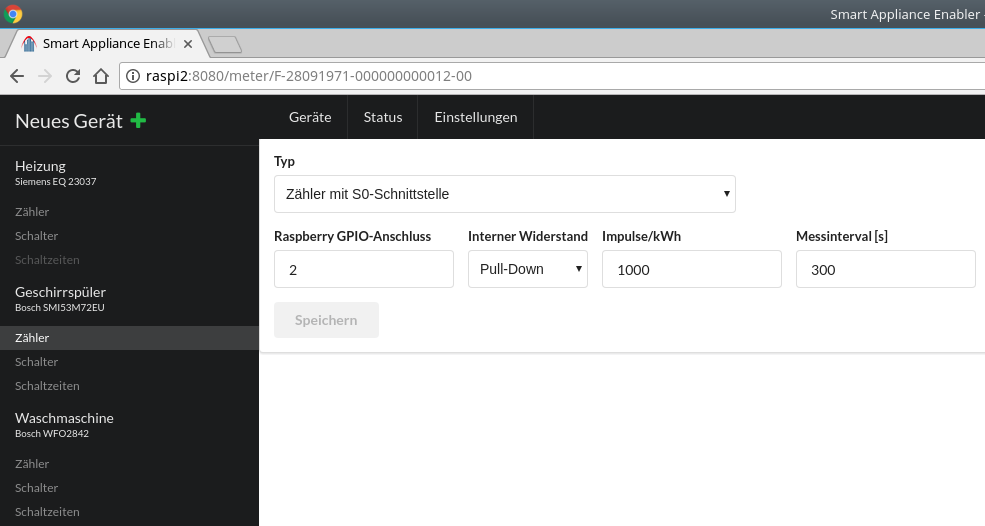 Smart Appliance Enabler -
Smart Appliance Enab
raspi2:8080/meter/F-28091971-000000000012-00
Neues Gerät
Geräte Status Einstellungen
Heizung
Siemens EQ 23037
Zähler
Schalter
Schaltzeiten
Geschirrspüler
Bosch SMI53M72EU
Zähler
Schalter
Schaltzeiten
Waschmaschine
Bosch WFO2842
Zähler
Schalter
Schaltzeiten
Typ
Zähler mit S0-Schnittstelle
Raspberry GPIO-Anschluss Interner Widerstand Impulse/kWh Messinterval [s]
2 Pull-Down 1000 300
Speichern